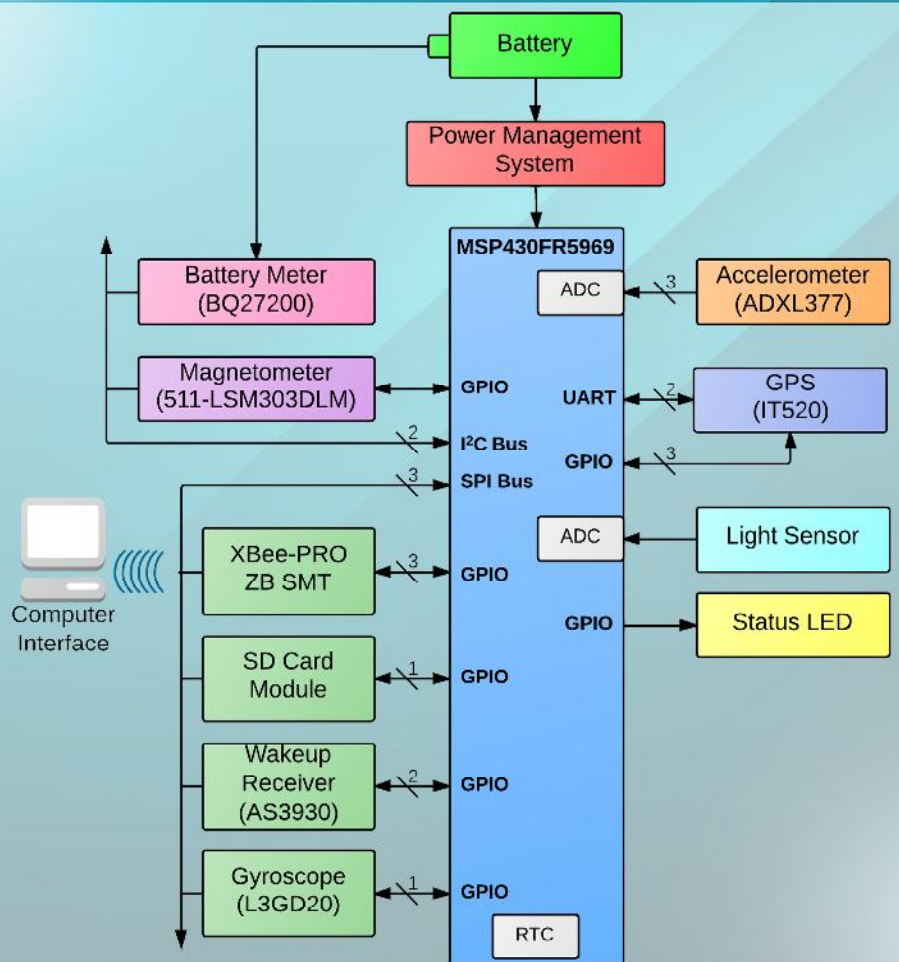 Battery
Power Management
System
MSP430FR5969
Battery Meter
(BQ27200)
ADC
3
Accelerometer
(ADXL377)
Magnetometer
(511-LSM303DLM)
GPIO
UART
2
GPS
(IT520)
2
I²C Bus
GPIO
3
3
SPI Bus
ADC
Light Sensor
XBee-PRO
ZB SMT
3
GPIO
Computer
Interface
GPIO
Status LED
SD Card
Module
1
GPIO
Wakeup
Receiver
(AS3930)
2
GPIO
Gyroscope
(L3GD20)
1
GPIO
RTC